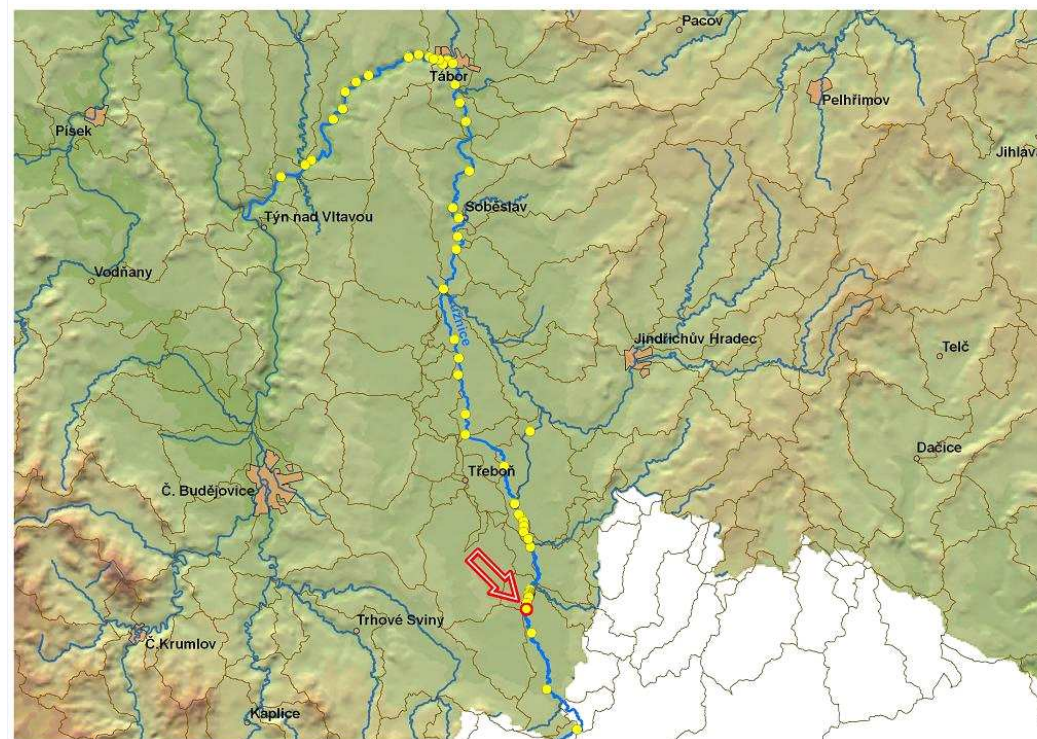 Pacov
Tábor
Pelhřimov
Písek
Jihlava
Soběslav
Týn nad Vltavou
Vodňany
Jindřichův Hradec
Telč
Dačice
Třeboň
Č. Budějovice
Trhové Sviny
Č.Krumlov
Kaplice